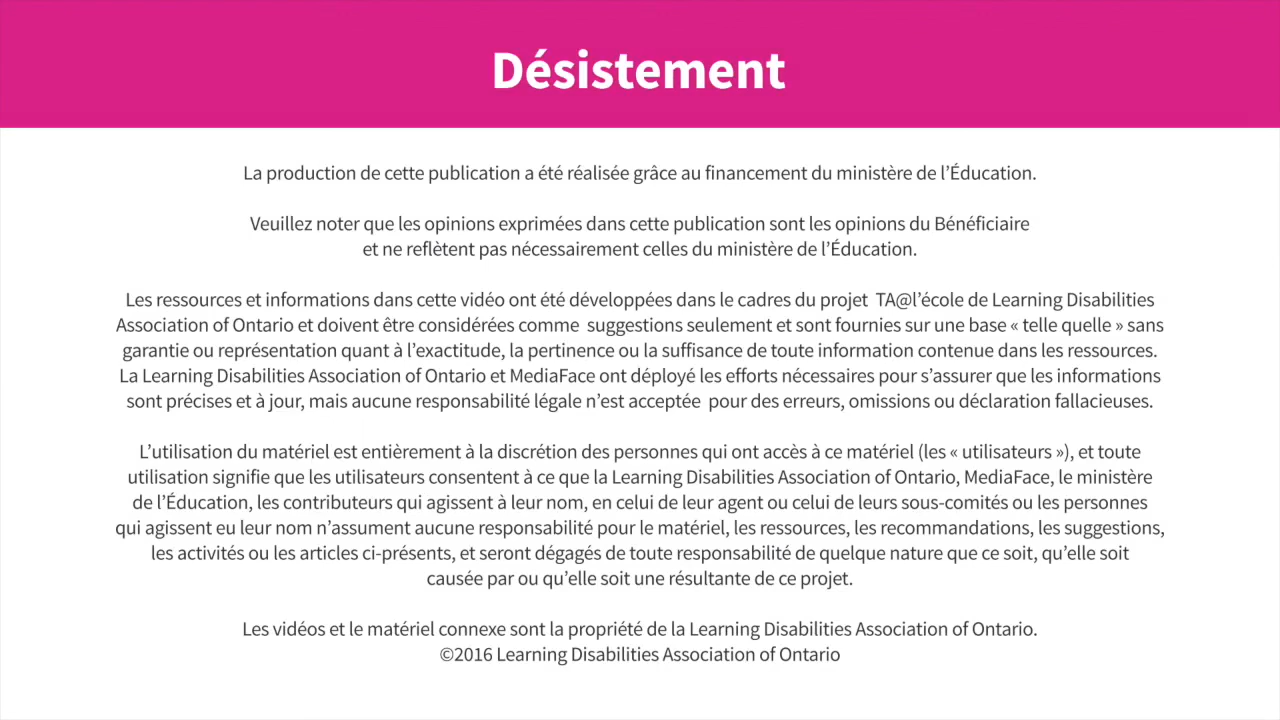 Désistement
La production de cette publication a été réalisée grâce au financement du ministère de l’Éducation.
Veuillez noter que les opinions exprimées dans cette publication sont les opinions du Bénéficiaire
et ne reflètent pas nécessairement celles du ministère de l’Éducation.
Les ressources et informations dans cette vidéo ont été développées dans le cadres du projet  TA@l’école de Learning Disabilities
Association of Ontario et doivent être considérées comme  suggestions seulement et sont fournies sur une base « telle quelle » sans
garantie ou représentation quant à l’exactitude, la pertinence ou la suffisance de toute information contenue dans les ressources.
La Learning Disabilities Association of Ontario et MediaFace ont déployé les efforts nécessaires pour s’assurer que les informations
sont précises et à jour, mais aucune responsabilité légale n’est acceptée  pour des erreurs, omissions ou déclaration fallacieuses.
L’utilisation du matériel est entièrement à la discrétion des personnes qui ont accès à ce matériel (les « utilisateurs »), et toute
utilisation signifie que les utilisateurs consentent à ce que la Learning Disabilities Association of Ontario, MediaFace, le ministère
de l’Éducation, les contributeurs qui agissent à leur nom, en celui de leur agent ou celui de leurs sous-comités ou les personnes
qui agissent eu leur nom n’assument aucune responsabilité pour le matériel, les ressources, les recommandations, les suggestions,
les activités ou les articles ci-présents, et seront dégagés de toute responsabilité de quelque nature que ce soit, qu’elle soit
causée par ou qu’elle soit une résultante de ce projet.
Les vidéos et le matériel connexe sont la propriété de la Learning Disabilities Association of Ontario.
©2016 Learning Disabilities Association of Ontario